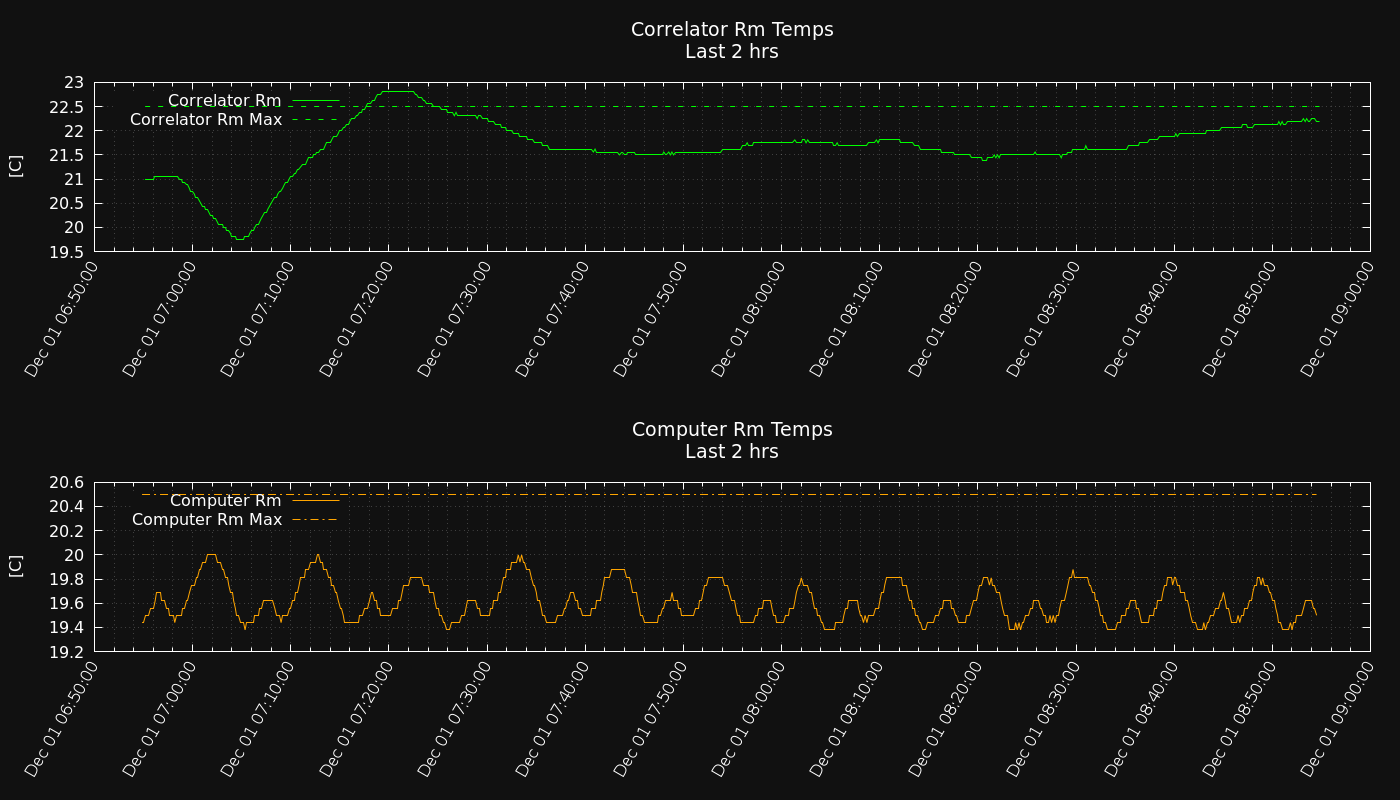 Correlator Rm Temps
Last 2 hrs
23
22.5
22
21.5
21
20.5
20
19.5
[C]
Correlator Rm
Correlator Rm Max
Dec 01 06:50:00
Dec 01 07:00:00
Dec 01 07:10:00
Dec 01 07:20:00
Dec 01 07:30:00
Dec 01 07:40:00
Dec 01 07:50:00
Dec 01 08:00:00
Dec 01 08:10:00
Dec 01 08:20:00
Dec 01 08:30:00
Dec 01 08:40:00
Dec 01 08:50:00
Dec 01 09:00:00
Computer Rm Temps
Last 2 hrs
20.6
20.4
20.2
20
19.8
19.6
19.4
19.2
[C]
Computer Rm
Computer Rm Max
Dec 01 06:50:00
Dec 01 07:00:00
Dec 01 07:10:00
Dec 01 07:20:00
Dec 01 07:30:00
Dec 01 07:40:00
Dec 01 07:50:00
Dec 01 08:00:00
Dec 01 08:10:00
Dec 01 08:20:00
Dec 01 08:30:00
Dec 01 08:40:00
Dec 01 08:50:00
Dec 01 09:00:00